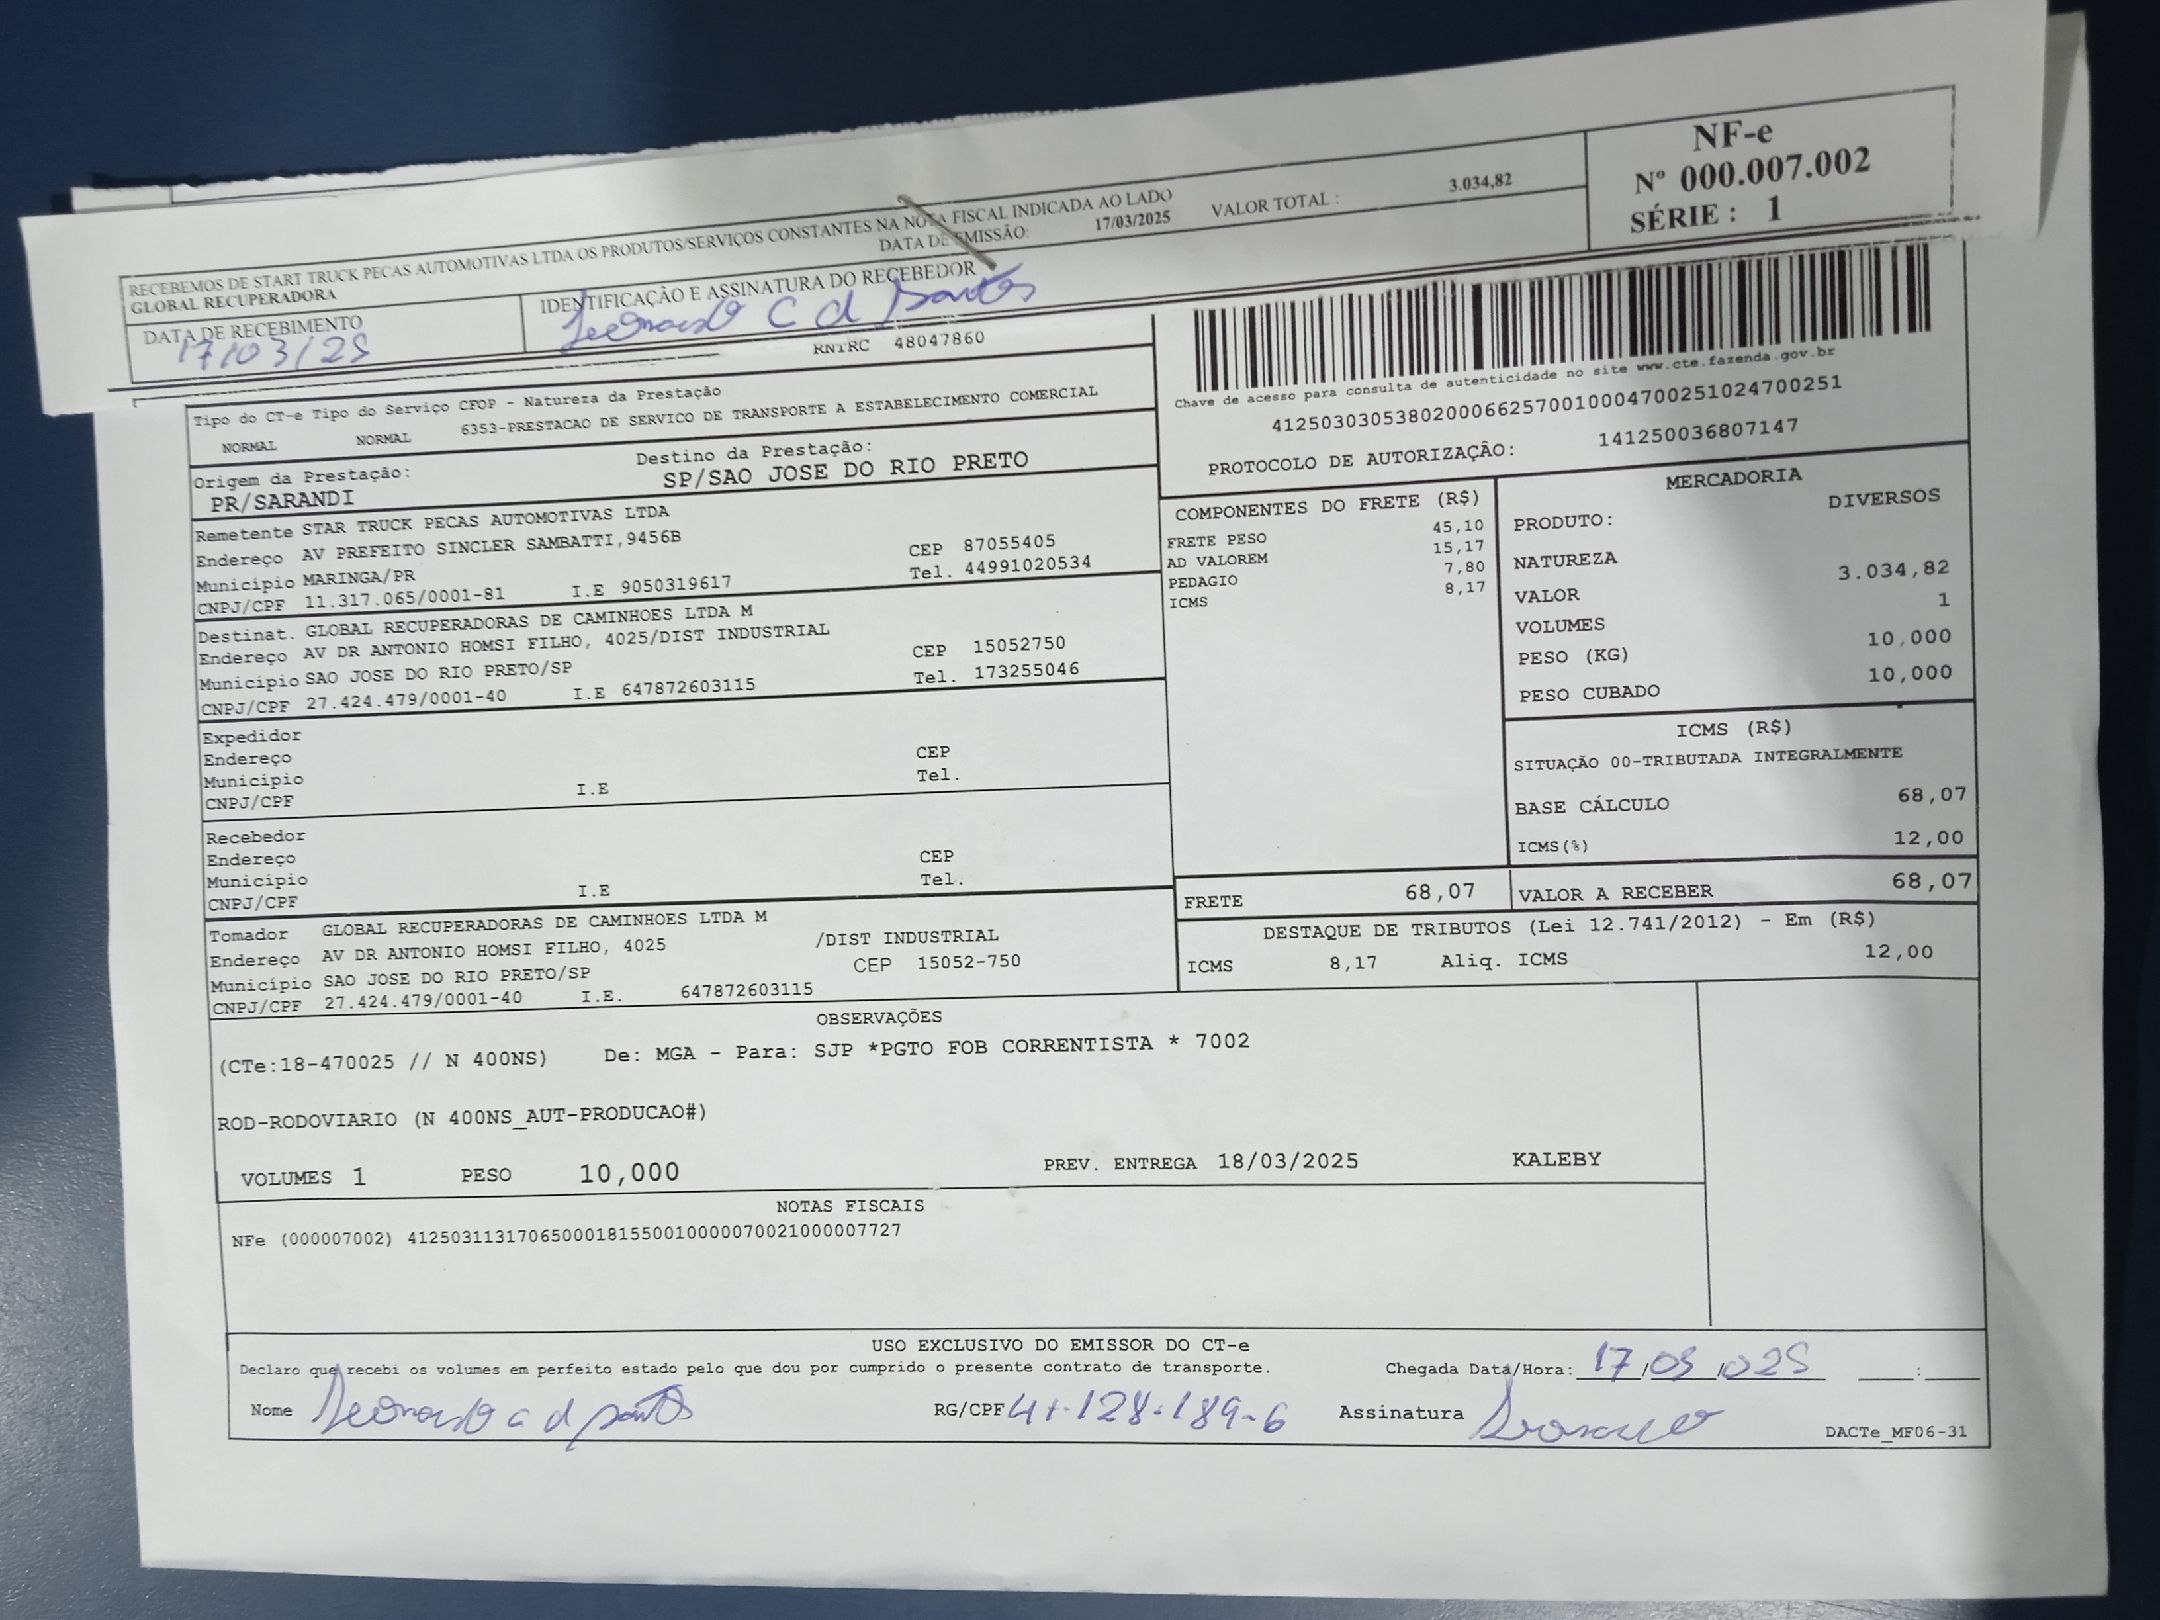 RECEBEMOS DE START TRUCK PECAS AUTOMOTIVAS LTDA OS PRODUTOS/SERVIÇOS CONSTANTES NA NOTA FISCAL INDICADA AO LADO
GLOBAL RECUPERADORA
DATA DE EMISSÃO: 17/03/2025 VALOR TOTAL : 3.034,82
NF-e
Nº 000.007.002
SÉRIE : 1
DATA DE RECEBIMENTO
17/03/25
IDENTIFICAÇÃO E ASSINATURA DO RECEBEDOR
Leonardo C d Santos
RNTRC 48047860
Tipo do CT-e Tipo do Serviço CFOP - Natureza da Prestação
NORMAL NORMAL 6353-PRESTACAO DE SERVICO DE TRANSPORTE A ESTABELECIMENTO COMERCIAL
Chave de acesso para consulta de autenticidade no site www.cte.fazenda.gov.br
41250303053802000662570010004700251024700251
PROTOCOLO DE AUTORIZAÇÃO: 141250036807147
Origem da Prestação: Destino da Prestação:
PR/SARANDI SP/SAO JOSE DO RIO PRETO
Remetente STAR TRUCK PECAS AUTOMOTIVAS LTDA
Endereço AV PREFEITO SINCLER SAMBATTI,9456B CEP 87055405
Município MARINGA/PR Tel. 44991020534
CNPJ/CPF 11.317.065/0001-81 I.E 9050319617
Destinat. GLOBAL RECUPERADORAS DE CAMINHOES LTDA M
Endereço AV DR ANTONIO HOMSI FILHO, 4025/DIST INDUSTRIAL CEP 15052750
Município SAO JOSE DO RIO PRETO/SP Tel. 173255046
CNPJ/CPF 27.424.479/0001-40 I.E 647872603115
Expedidor
Endereço CEP
Município Tel.
CNPJ/CPF I.E
Recebedor
Endereço CEP
Município Tel.
CNPJ/CPF I.E
Tomador GLOBAL RECUPERADORAS DE CAMINHOES LTDA M
Endereço AV DR ANTONIO HOMSI FILHO, 4025 /DIST INDUSTRIAL
Município SAO JOSE DO RIO PRETO/SP CEP 15052-750
CNPJ/CPF 27.424.479/0001-40 I.E. 647872603115
COMPONENTES DO FRETE (R$)
FRETE PESO 45,10
AD VALOREM 15,17
PEDAGIO 7,80
ICMS 8,17
MERCADORIA
PRODUTO: DIVERSOS
NATUREZA
VALOR 3.034,82
VOLUMES 1
PESO (KG) 10,000
PESO CUBADO 10,000
ICMS (R$)
SITUAÇÃO 00-TRIBUTADA INTEGRALMENTE
BASE CÁLCULO 68,07
ICMS(%) 12,00
FRETE 68,07 VALOR A RECEBER 68,07
DESTAQUE DE TRIBUTOS (Lei 12.741/2012) - Em (R$)
ICMS 8,17 Aliq. ICMS 12,00
OBSERVAÇÕES
(CTe:18-470025 // N 400NS) De: MGA - Para: SJP *PGTO FOB CORRENTISTA * 7002
ROD-RODOVIARIO (N 400NS_AUT-PRODUCAO#)
VOLUMES 1 PESO 10,000 PREV. ENTREGA 18/03/2025 KALEBY
NOTAS FISCAIS
NFe (000007002) 41250311317065000181550010000070021000007727
USO EXCLUSIVO DO EMISSOR DO CT-e
Declaro que recebi os volumes em perfeito estado pelo que dou por cumprido o presente contrato de transporte. Chegada Data/Hora: 17/03/025 :
Nome Leonardo C d Santos RG/CPF 41.128.189-6 Assinatura
DACTe_MF06-31